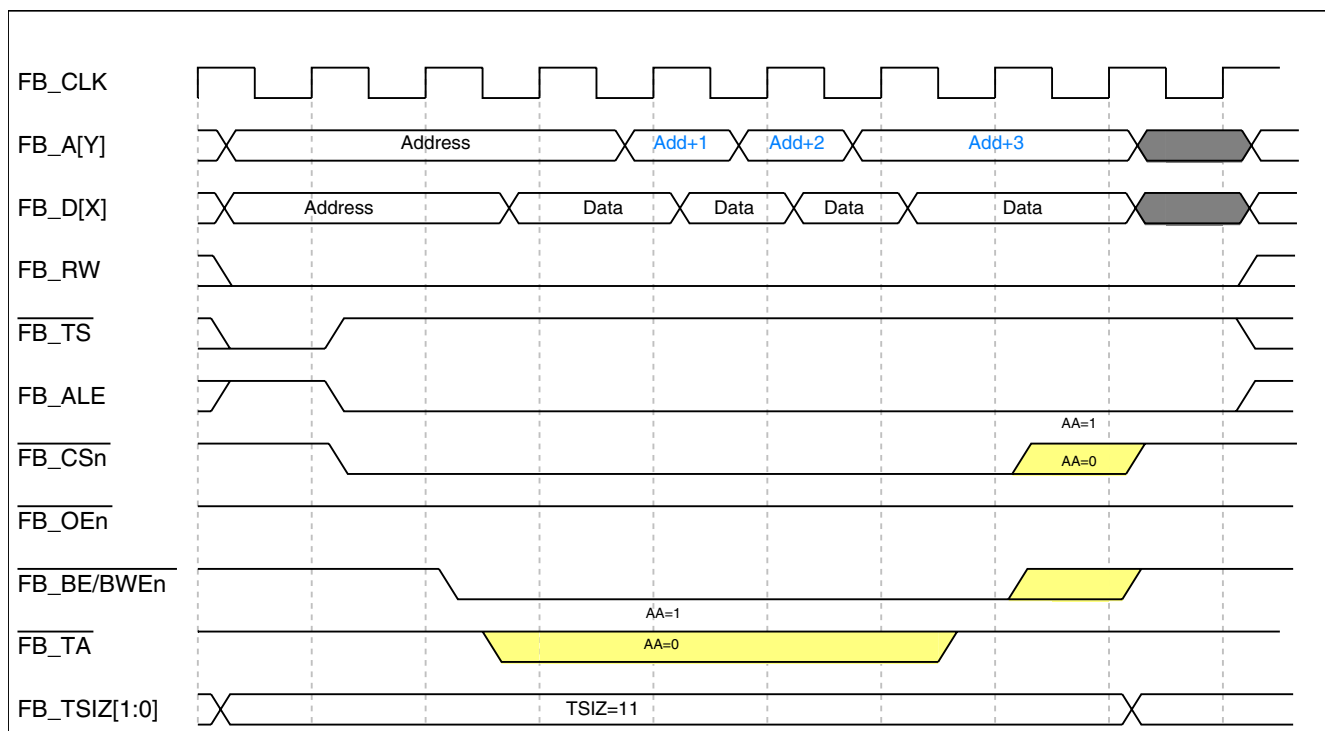 FB_CLK
FB_A[Y] Address Add+1 Add+2 Add+3
FB_D[X] Address Data Data Data Data
FB_RW
FB_TS
FB_ALE
AA=1
FB_CSn AA=0
FB_OEn
FB_BE/BWEn
AA=1
FB_TA AA=0
FB_TSIZ[1:0] TSIZ=11